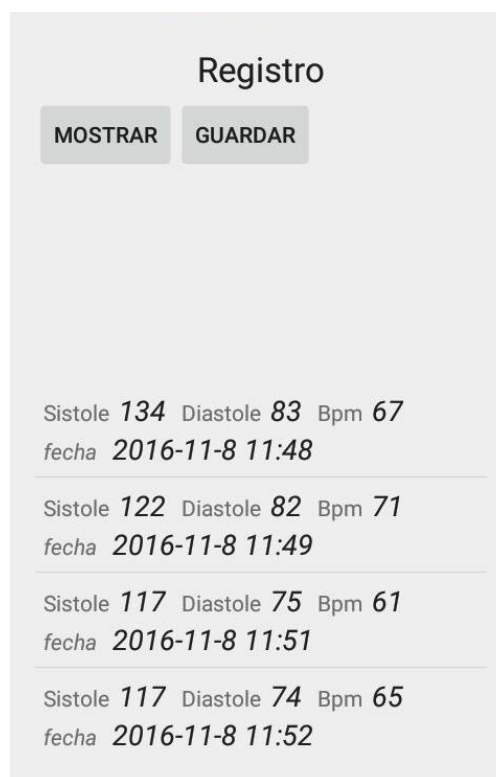 Registro
MOSTRAR GUARDAR
Sistole 134 Diastole 83 Bpm 67
fecha 2016-11-8 11:48
Sistole 122 Diastole 82 Bpm 71
fecha 2016-11-8 11:49
Sistole 117 Diastole 75 Bpm 61
fecha 2016-11-8 11:51
Sistole 117 Diastole 74 Bpm 65
fecha 2016-11-8 11:52